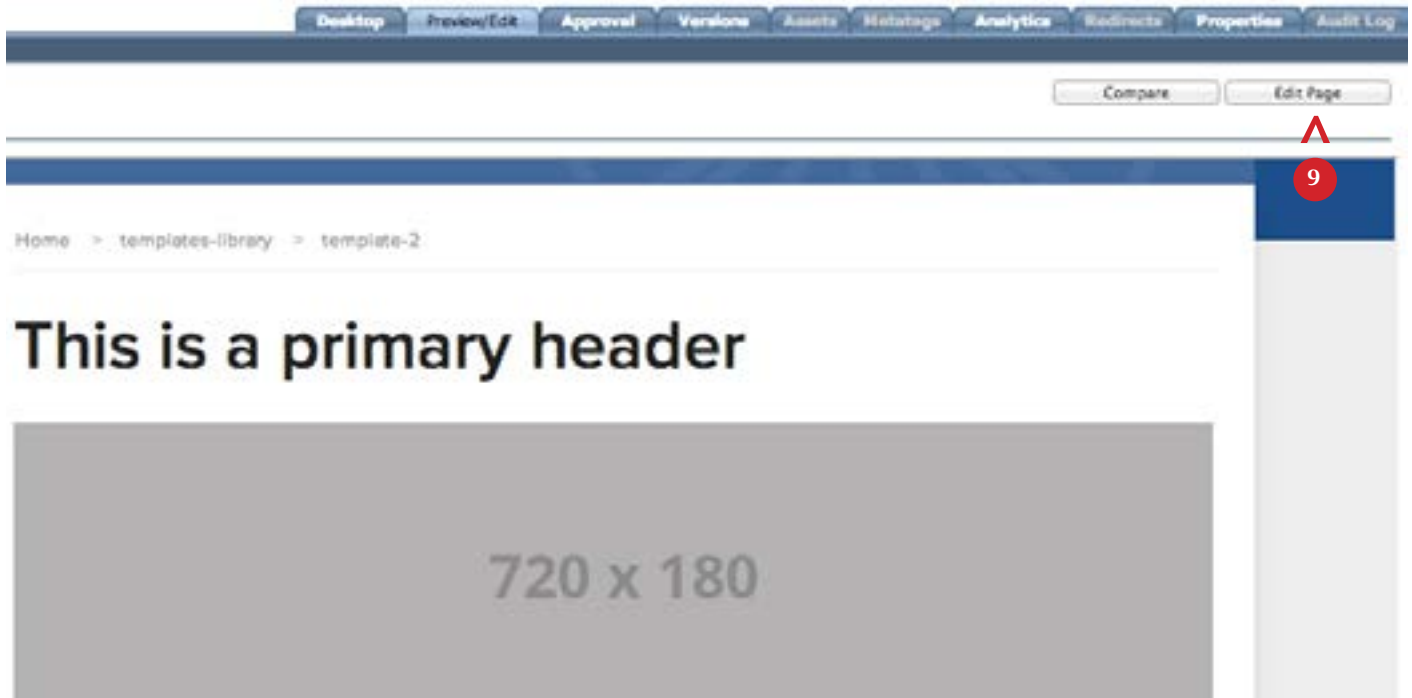 Desktop Preview/Edit Approval Versions Assets Metatags Analytics Redirects Properties Audit Log
Compare Edit Page
9
Home > templates-library > template-2
This is a primary header
720 x 180